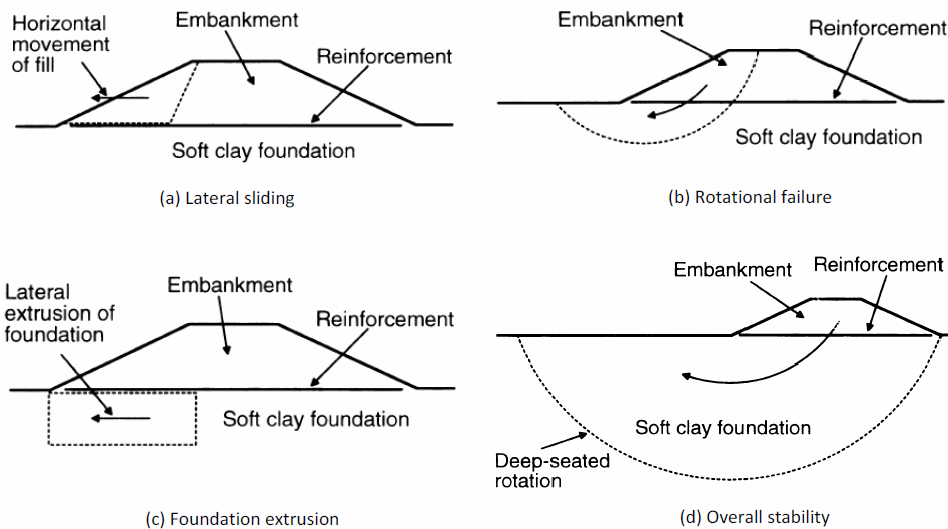 Horizontal
movement
of fill
Embankment
Reinforcement
Soft clay foundation
(a) Lateral sliding
Embankment
Reinforcement
Soft clay foundation
(b) Rotational failure
Lateral
extrusion of
foundation
Embankment
Reinforcement
Soft clay foundation
(c) Foundation extrusion
Embankment
Reinforcement
Soft clay foundation
Deep-seated
rotation
(d) Overall stability